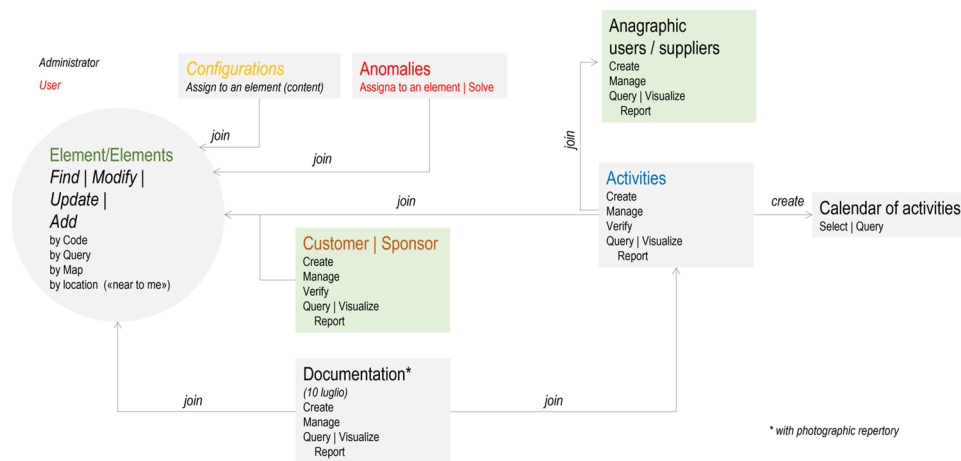 Administrator
User
Configurations
Assign to an element (content)
Anomalies
Assigna to an element | Solve
Anagraphic
users / suppliers
Create
Manage
Query | Visualize
Report
join
join
join
Element/Elements
Find | Modify |
Update |
Add
by Code
by Query
by Map
by location («near to me»)
join
Activities
Create
Manage
Verify
Query | Visualize
Report
create
Calendar of activities
Select | Query
Customer | Sponsor
Create
Manage
Verify
Query | Visualize
Report
Documentation*
(10 luglio)
Create
Manage
Query | Visualize
Report
join
join
* with photographic repertory